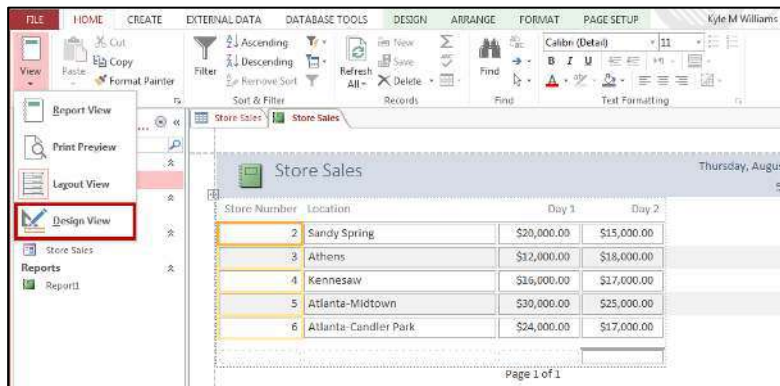 FILE HOME CREATE EXTERNAL DATA DATABASE TOOLS DESIGN ARRANGE FORMAT PAGE SETUP Kyle M Williams
View
Paste
Cut
Copy
Format Painter
Filter
Ascending
Descending
Remove Sort
Refresh All
New
Save
Delete
Find
Calibri (Detail) 11
B I U
Sort & Filter Records Find Text Formatting
Report View
Print Preview
Layout View
Design View
Store Sales
Reports
Report1
Store Sales Store Sales
Store Sales Thursday, Augus
Store Number Location Day 1 Day 2
2 Sandy Spring $20,000.00 $15,000.00
3 Athens $12,000.00 $18,000.00
4 Kennesaw $16,000.00 $17,000.00
5 Atlanta-Midtown $30,000.00 $25,000.00
6 Atlanta-Candler Park $24,000.00 $17,000.00
Page 1 of 1